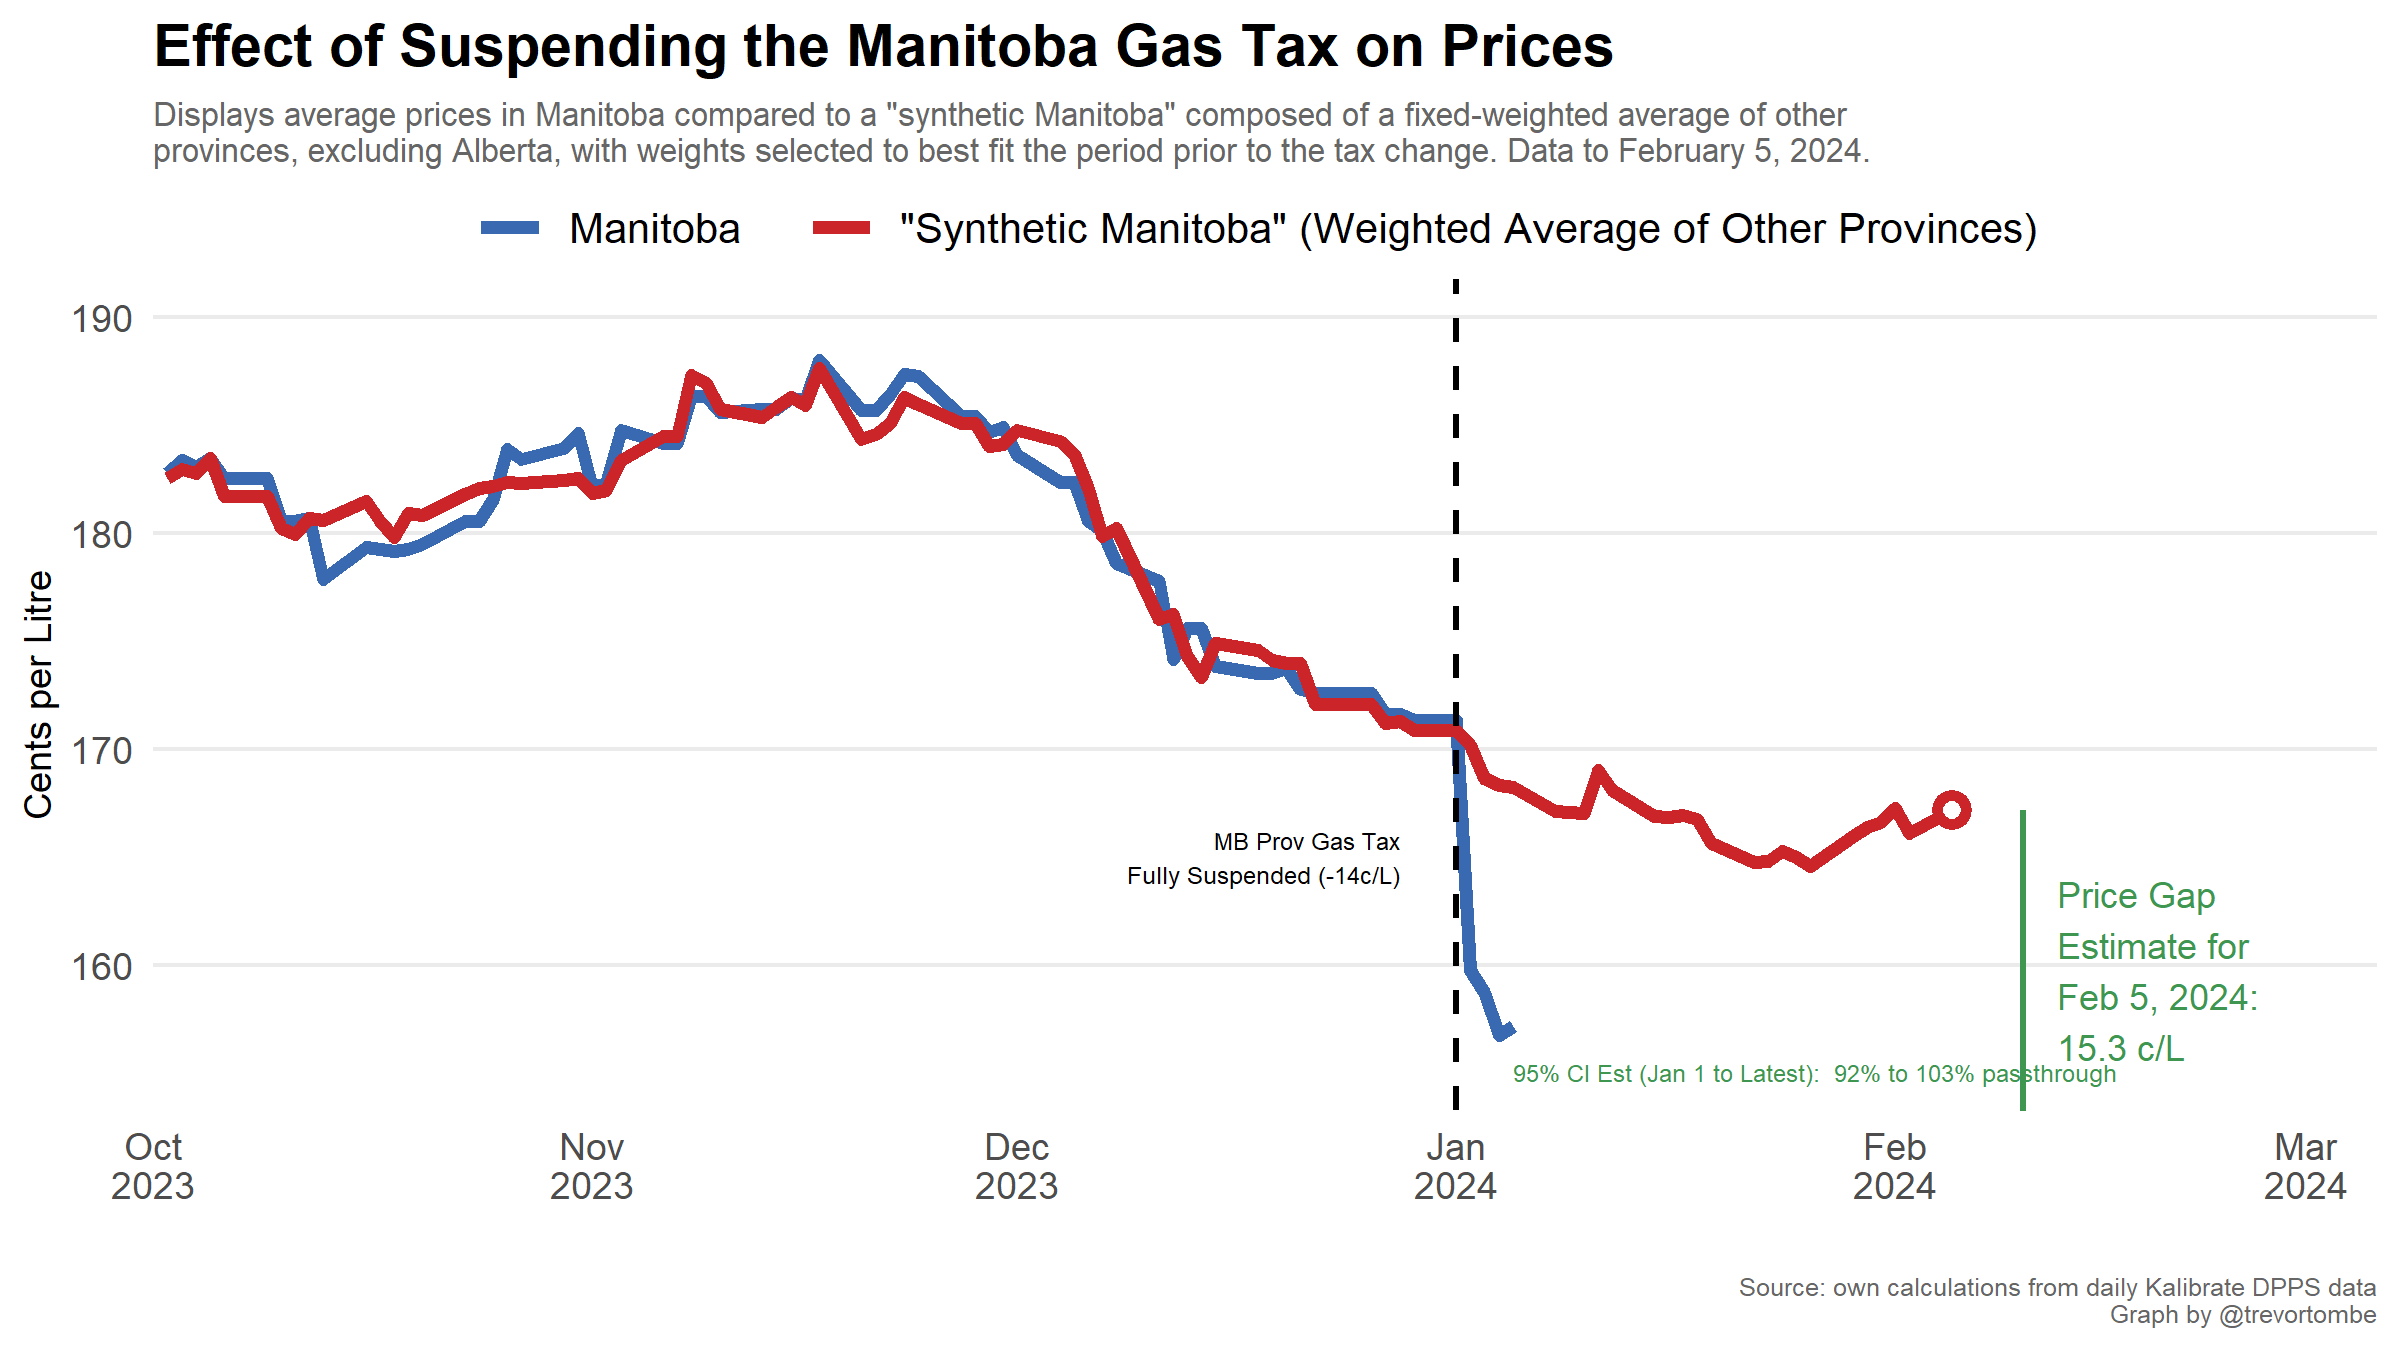 Effect of Suspending the Manitoba Gas Tax on Prices
Displays average prices in Manitoba compared to a "synthetic Manitoba" composed of a fixed-weighted average of other
provinces, excluding Alberta, with weights selected to best fit the period prior to the tax change. Data to February 5, 2024.
Manitoba
"Synthetic Manitoba" (Weighted Average of Other Provinces)
Cents per Litre
190
180
170
160
MB Prov Gas Tax
Fully Suspended (-14c/L)
Price Gap
Estimate for
Feb 5, 2024:
15.3 c/L
95% CI Est (Jan 1 to Latest):  92% to 103% passthrough
Oct
2023
Nov
2023
Dec
2023
Jan
2024
Feb
2024
Mar
2024
Source: own calculations from daily Kalibrate DPPS data
Graph by @trevortombe